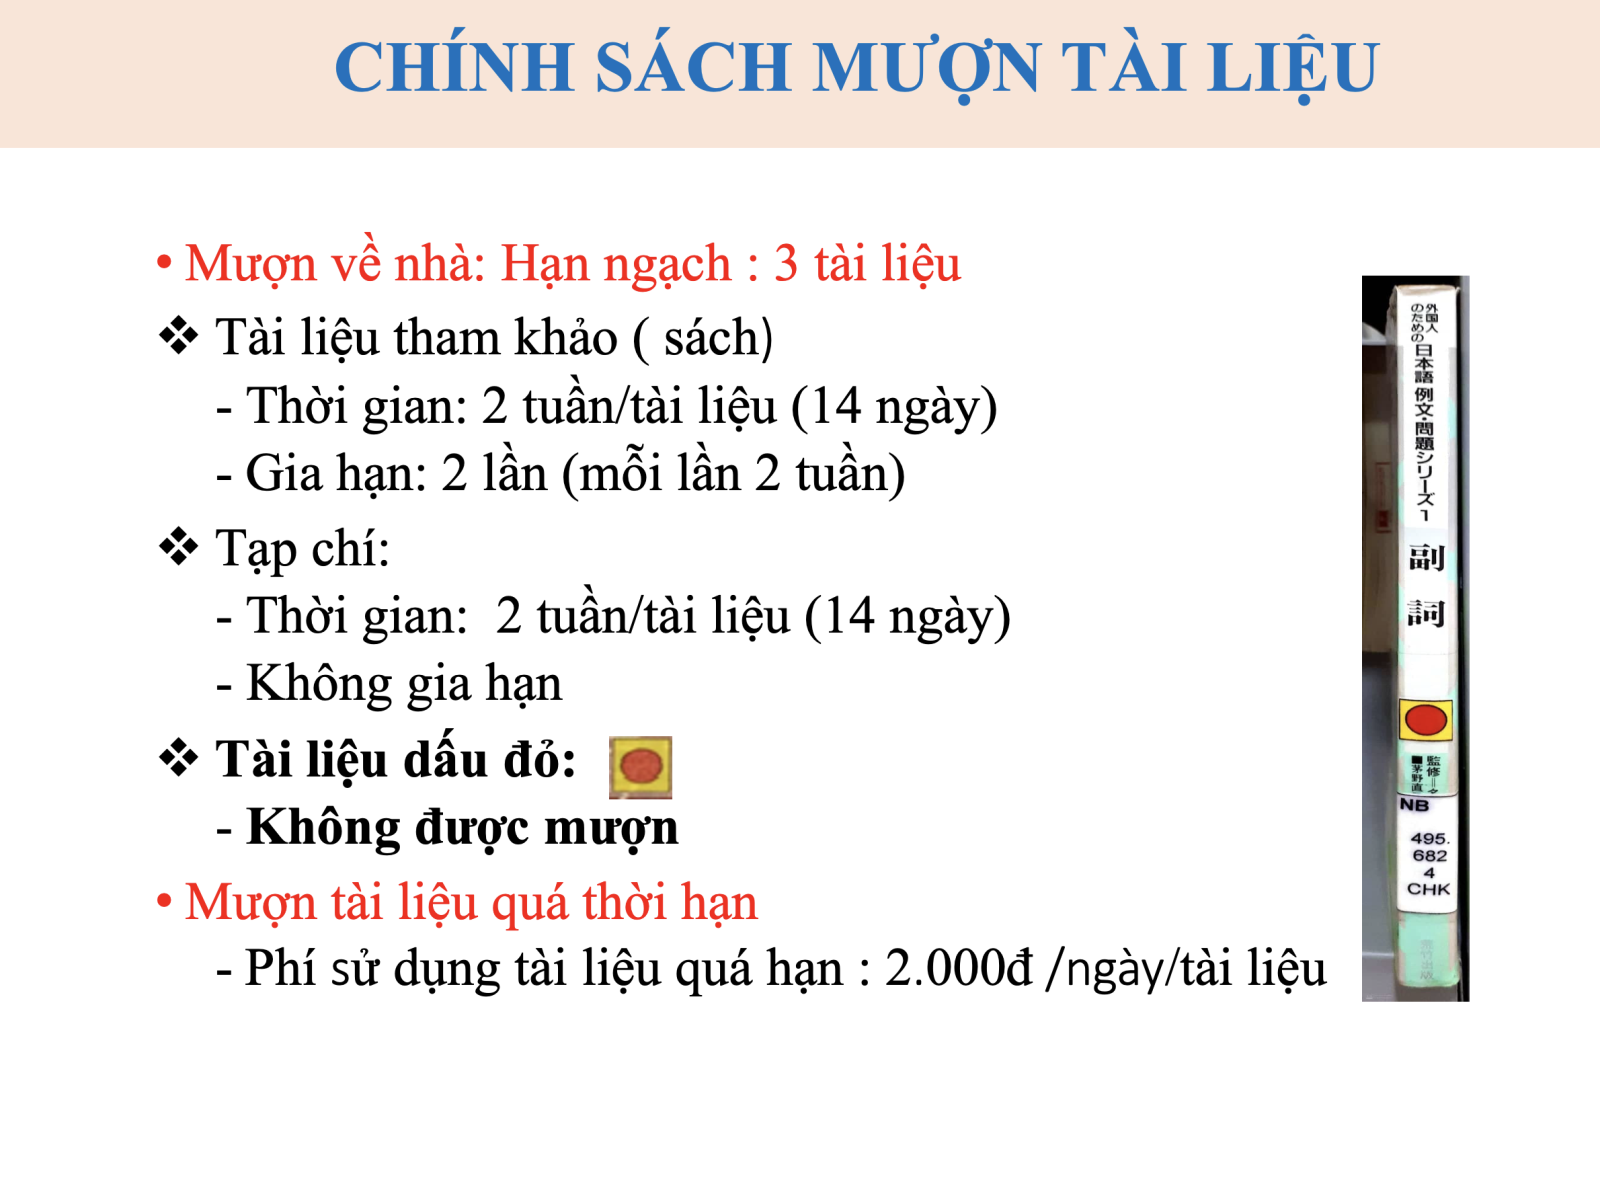 CHÍNH SÁCH MƯỢN TÀI LIỆU
• Mượn về nhà: Hạn ngạch : 3 tài liệu
❖ Tài liệu tham khảo ( sách)
- Thời gian: 2 tuần/tài liệu (14 ngày)
- Gia hạn: 2 lần (mỗi lần 2 tuần)
❖ Tạp chí:
- Thời gian:  2 tuần/tài liệu (14 ngày)
- Không gia hạn
❖ Tài liệu dấu đỏ:
- Không được mượn
• Mượn tài liệu quá thời hạn
- Phí sử dụng tài liệu quá hạn : 2.000đ /ngày/tài liệu
外国人
のための
日本語 例文・問題シリーズ1
副詞
監修
■茅野直
NB
495.
682
4
CHK